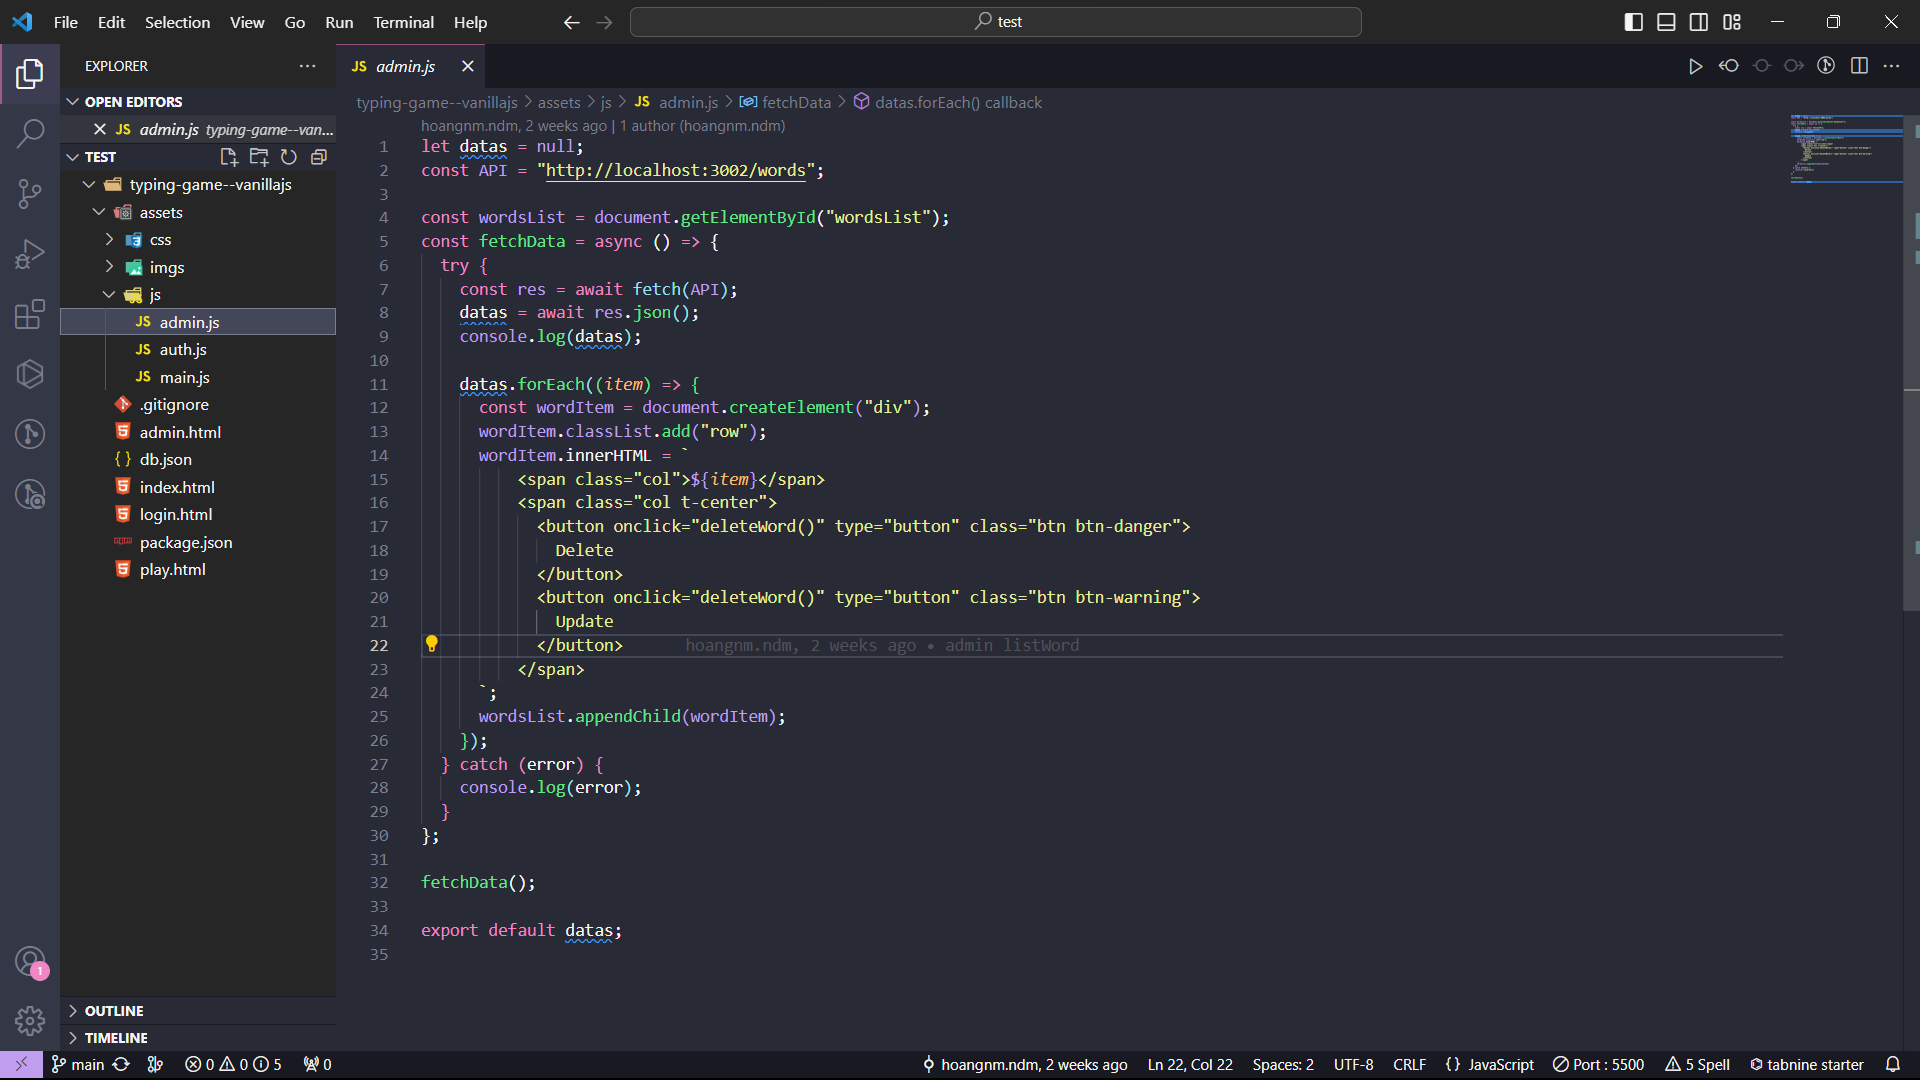 File Edit Selection View Go Run Terminal Help
test
EXPLORER
OPEN EDITORS
JS admin.js typing-game--van...
TEST
typing-game--vanillajs
assets
css
imgs
js
JS admin.js
JS auth.js
JS main.js
.gitignore
admin.html
{} db.json
index.html
login.html
package.json
play.html
OUTLINE
TIMELINE
JS admin.js
typing-game--vanillajs > assets > js > JS admin.js > fetchData > datas.forEach() callback
hoangnm.ndm, 2 weeks ago | 1 author (hoangnm.ndm)
1 let datas = null;
2 const API = "http://localhost:3002/words";
3
4 const wordsList = document.getElementById("wordsList");
5 const fetchData = async () => {
6 try {
7 const res = await fetch(API);
8 datas = await res.json();
9 console.log(datas);
10
11 datas.forEach((item) => {
12 const wordItem = document.createElement("div");
13 wordItem.classList.add("row");
14 wordItem.innerHTML = `
15 <span class="col">${item}</span>
16 <span class="col t-center">
17 <button onclick="deleteWord()" type="button" class="btn btn-danger">
18 Delete
19 </button>
20 <button onclick="deleteWord()" type="button" class="btn btn-warning">
21 Update
22 </button> hoangnm.ndm, 2 weeks ago • admin listWord
23 </span>
24 `;
25 wordsList.appendChild(wordItem);
26 });
27 } catch (error) {
28 console.log(error);
29 }
30 };
31
32 fetchData();
33
34 export default datas;
35
1
main 0 0 5 0
hoangnm.ndm, 2 weeks ago Ln 22, Col 22 Spaces: 2 UTF-8 CRLF {} JavaScript Port : 5500 5 Spell tabnine starter